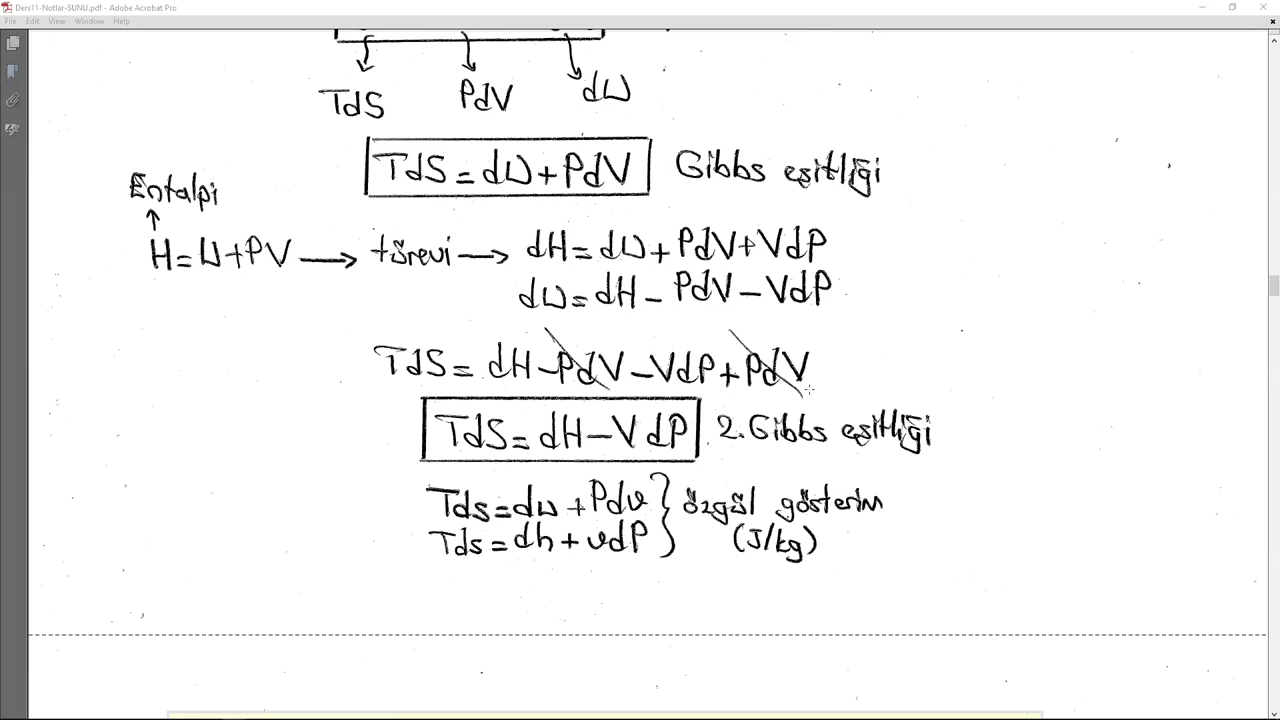 Ders11-Notlar-SUNU.pdf - Adobe Acrobat Pro
File Edit View Window Help
TdS PdV dU
TdS = dU + PdV Gibbs eşitliği
Entalpi
H = U + PV → türevi → dH = dU + PdV + VdP
dU = dH - PdV - VdP
TdS = dH - PdV - VdP + PdV
TdS = dH - VdP 2. Gibbs eşitliği
Tds = du + Pdv } özgül gösterim
Tds = dh + vdP (J/kg)